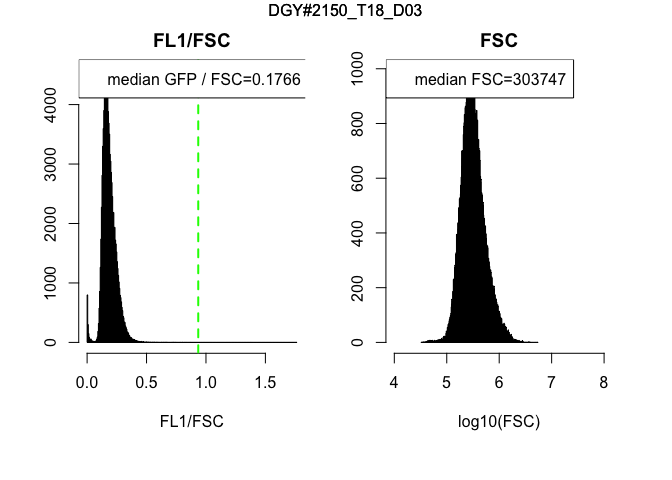 DGY#2150_T18_D03
FL1/FSC
median GFP / FSC=0.1766
0
1000
2000
3000
4000
0.0 0.5 1.0 1.5
FL1/FSC
FSC
median FSC=303747
0
200
400
600
800
1000
4 5 6 7 8
log10(FSC)